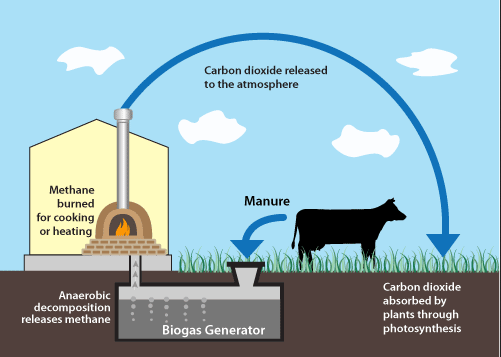 Carbon dioxide released
to the atmosphere
Methane
burned
for cooking
or heating
Manure
Anaerobic
decomposition
releases methane
Biogas Generator
Carbon dioxide
absorbed by
plants through
photosynthesis